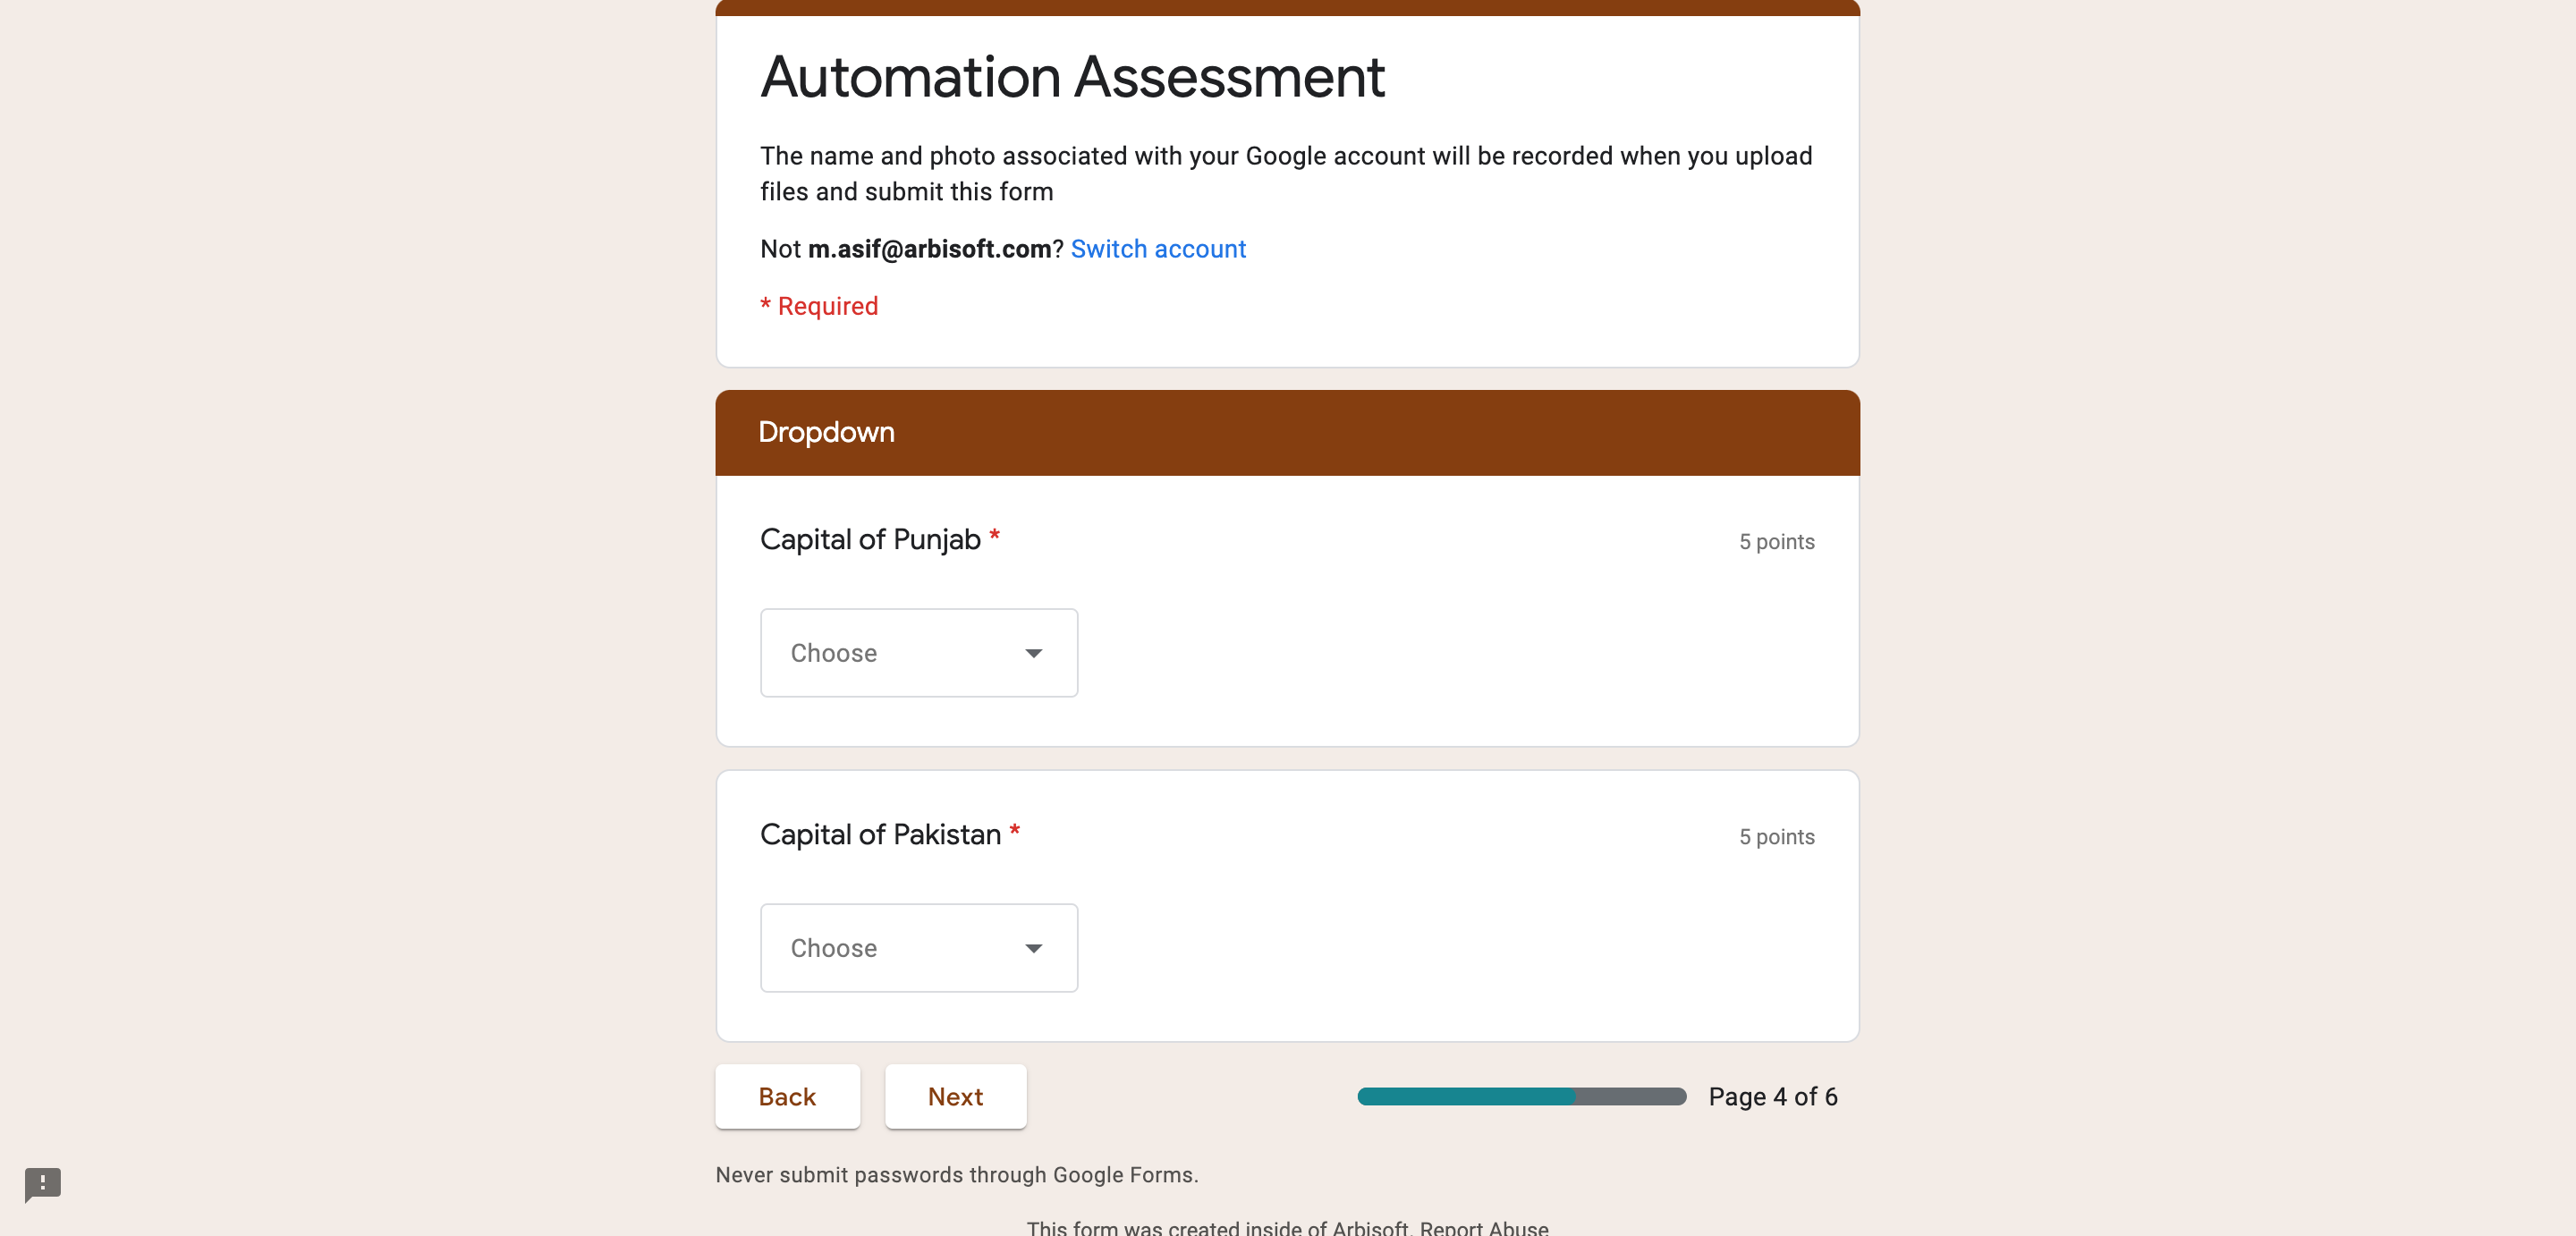 Automation Assessment
The name and photo associated with your Google account will be recorded when you upload
files and submit this form
Not m.asif@arbisoft.com? Switch account
* Required
Dropdown
Capital of Punjab *
5 points
Choose
Capital of Pakistan *
5 points
Choose
Back
Next
Page 4 of 6
Never submit passwords through Google Forms.
This form was created inside of Arbisoft. Report Abuse